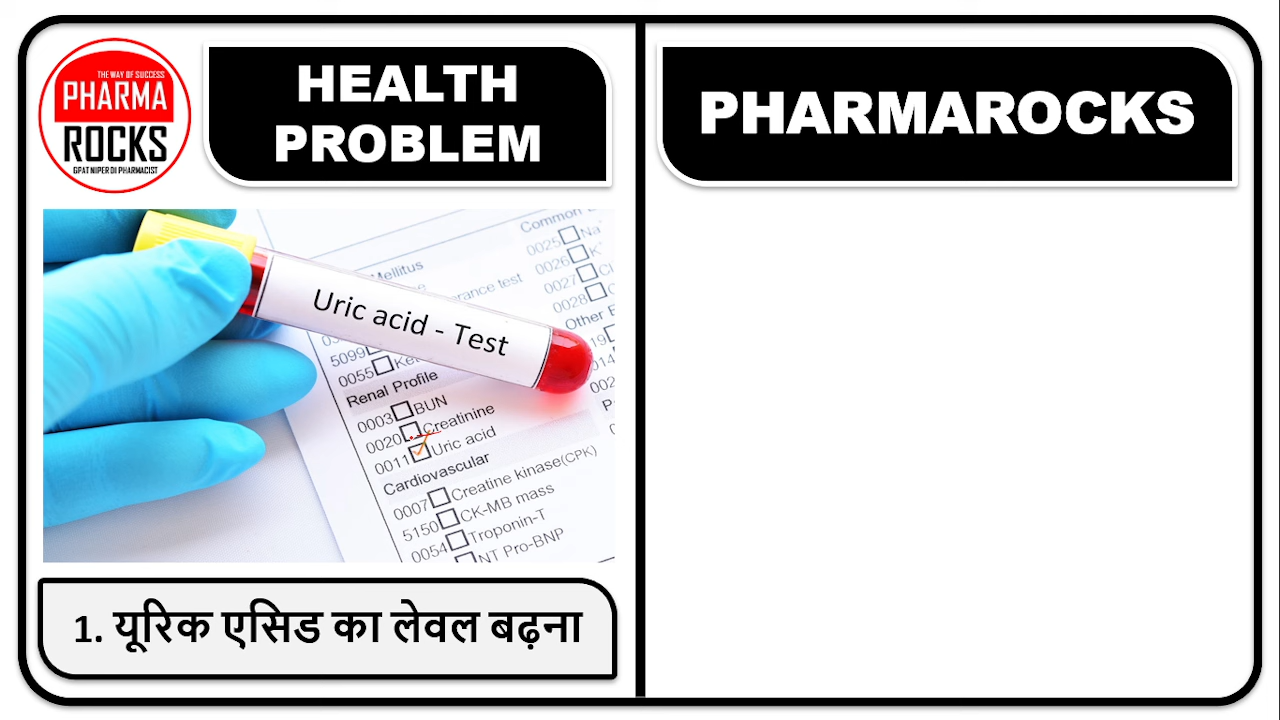 THE WAY OF SUCCESS
PHARMA
ROCKS
GPAT NIPER DI PHARMACIST
HEALTH
PROBLEM
PHARMAROCKS
Mellitus
Common
0025 Na
0026 K
0027
0028
Other
Uric acid - Test
5099
0055
Renal Profile
0003 BUN
0020 Creatinine
0011 Uric acid
Cardiovascular
0007 Creatine kinase(CPK)
5150 CK-MB mass
0054 Troponin-T
NT Pro-BNP
1. यूरिक एसिड का लेवल बढ़ना